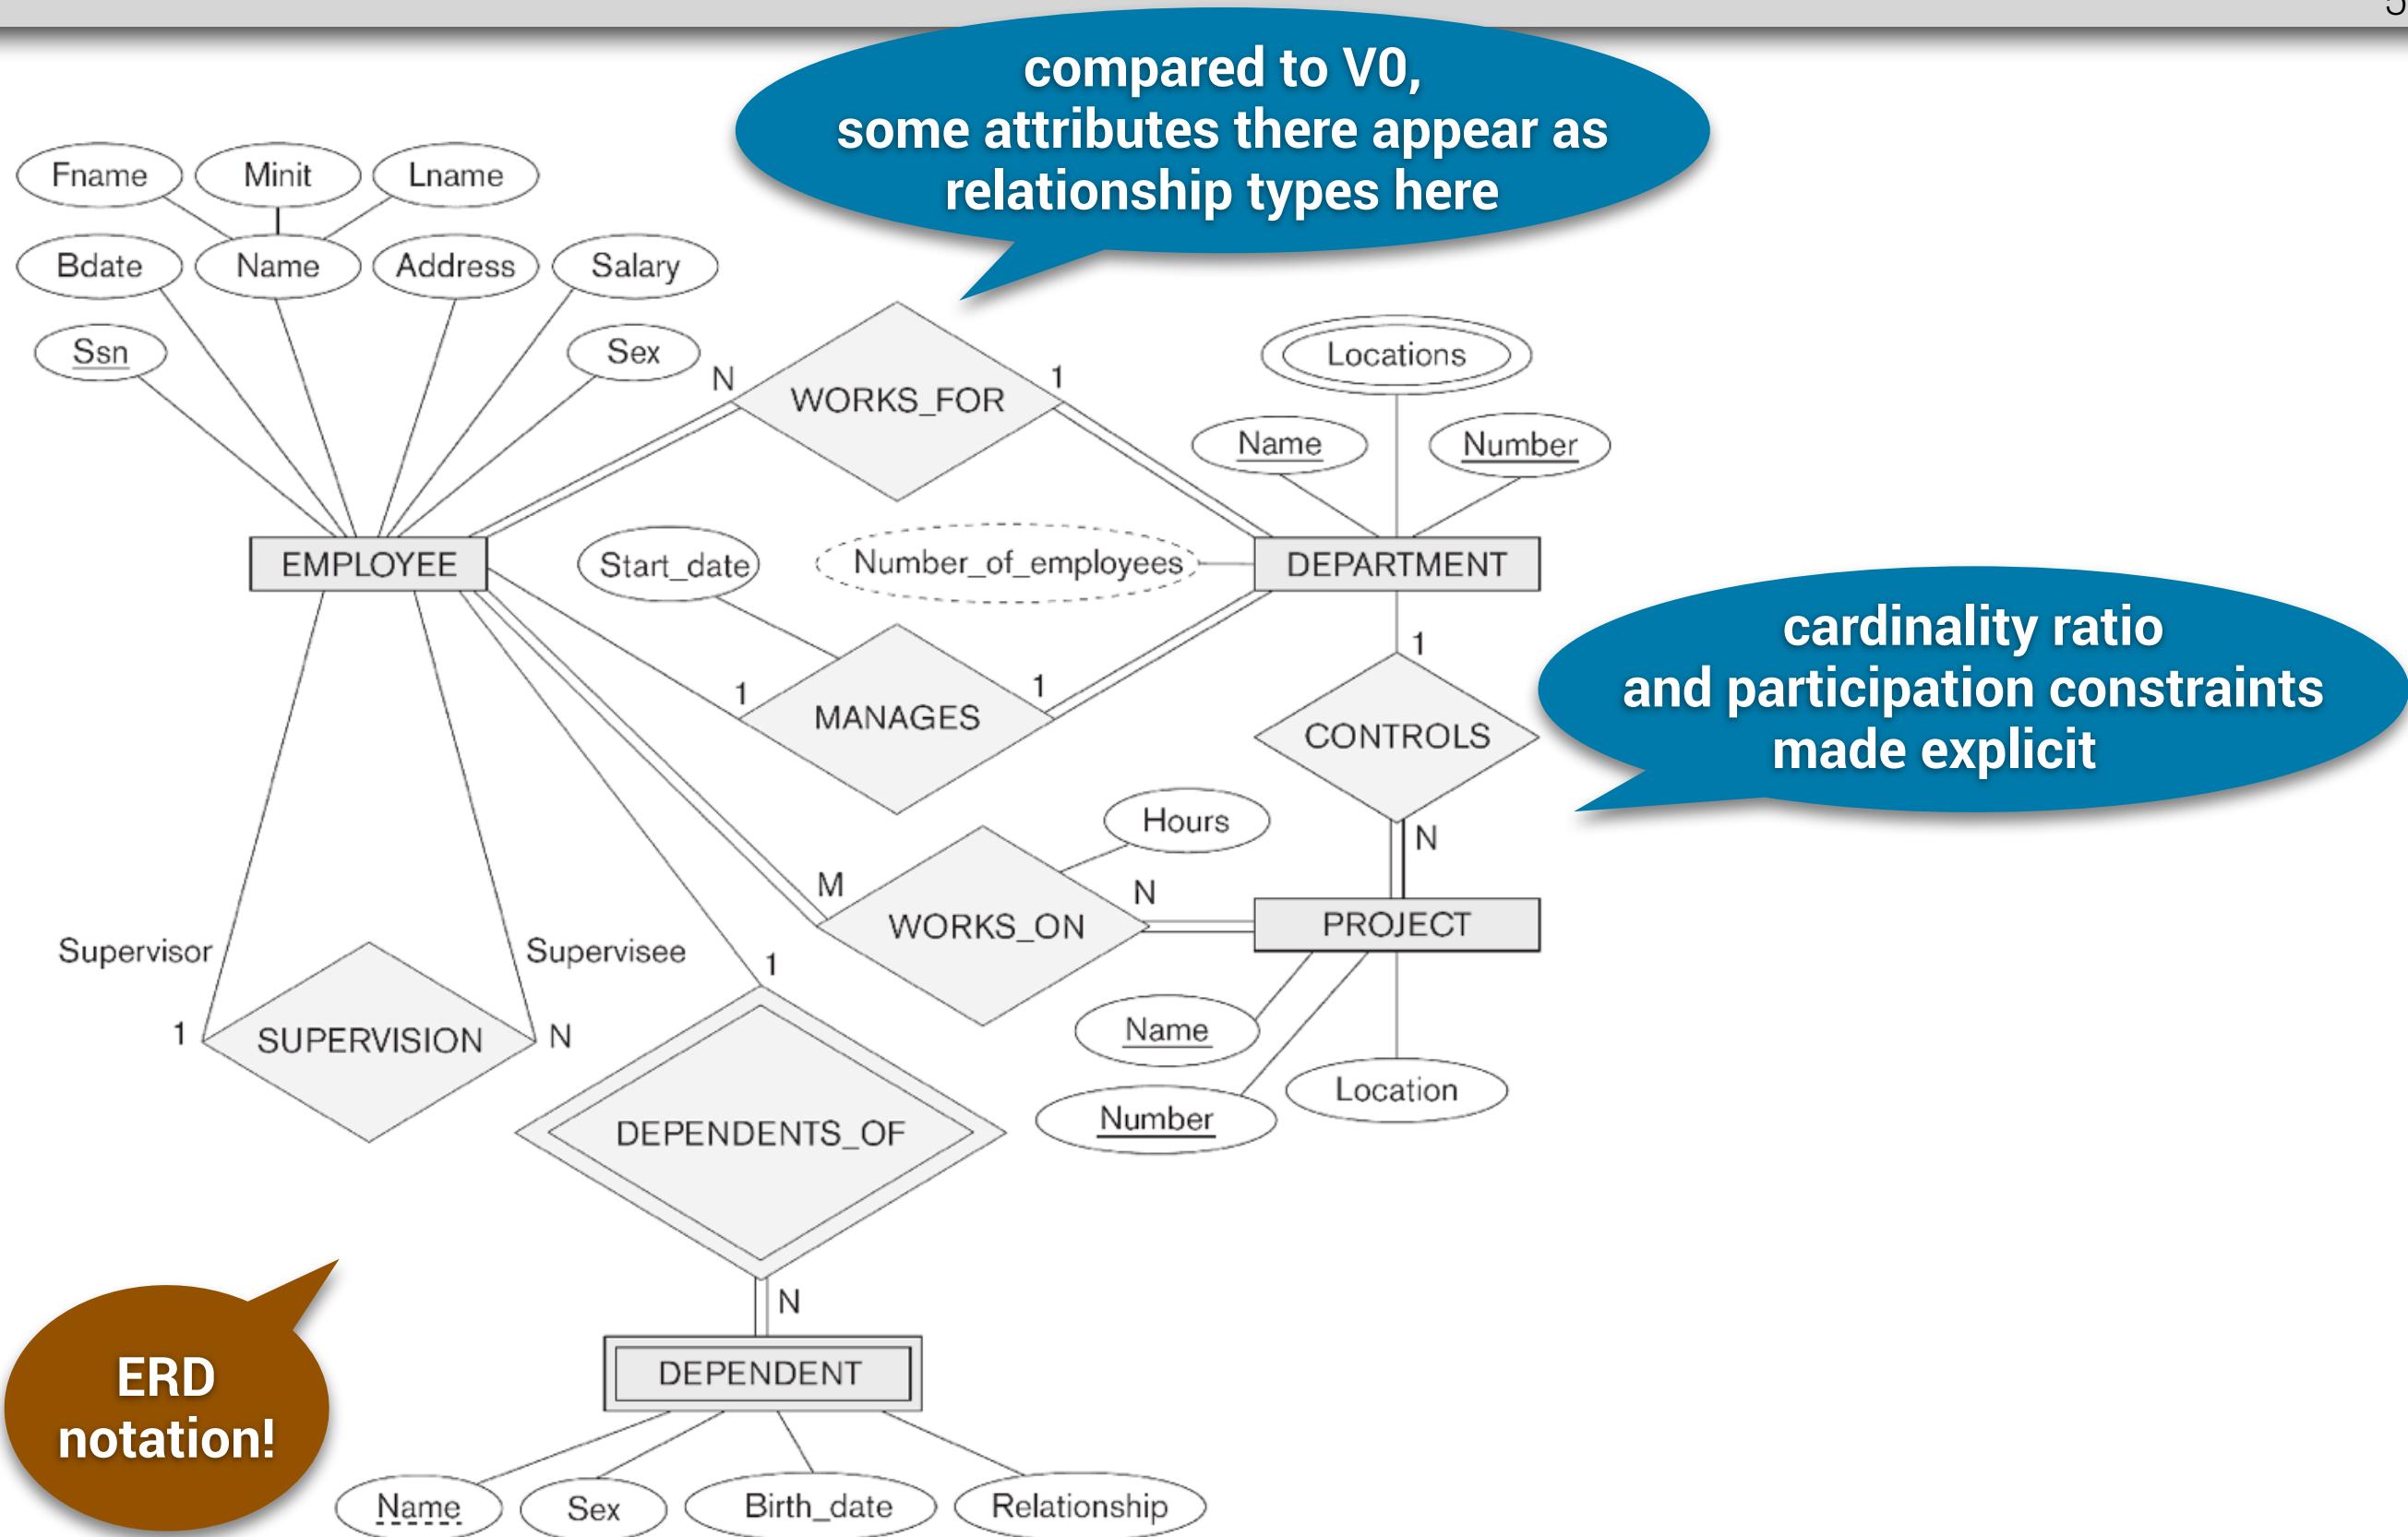 5
compared to V0,
some attributes there appear as
relationship types here
Fname
Minit
Lname
Bdate
Name
Address
Salary
Ssn
Sex
N
WORKS_FOR
1
Locations
Name
Number
EMPLOYEE
Start_date
Number_of_employees
DEPARTMENT
1
MANAGES
1
1
CONTROLS
N
cardinality ratio
and participation constraints
made explicit
Hours
M
WORKS_ON
N
PROJECT
Supervisor
Supervisee
1
SUPERVISION
N
1
Name
Number
Location
DEPENDENTS_OF
N
DEPENDENT
ERD
notation!
Name
Sex
Birth_date
Relationship